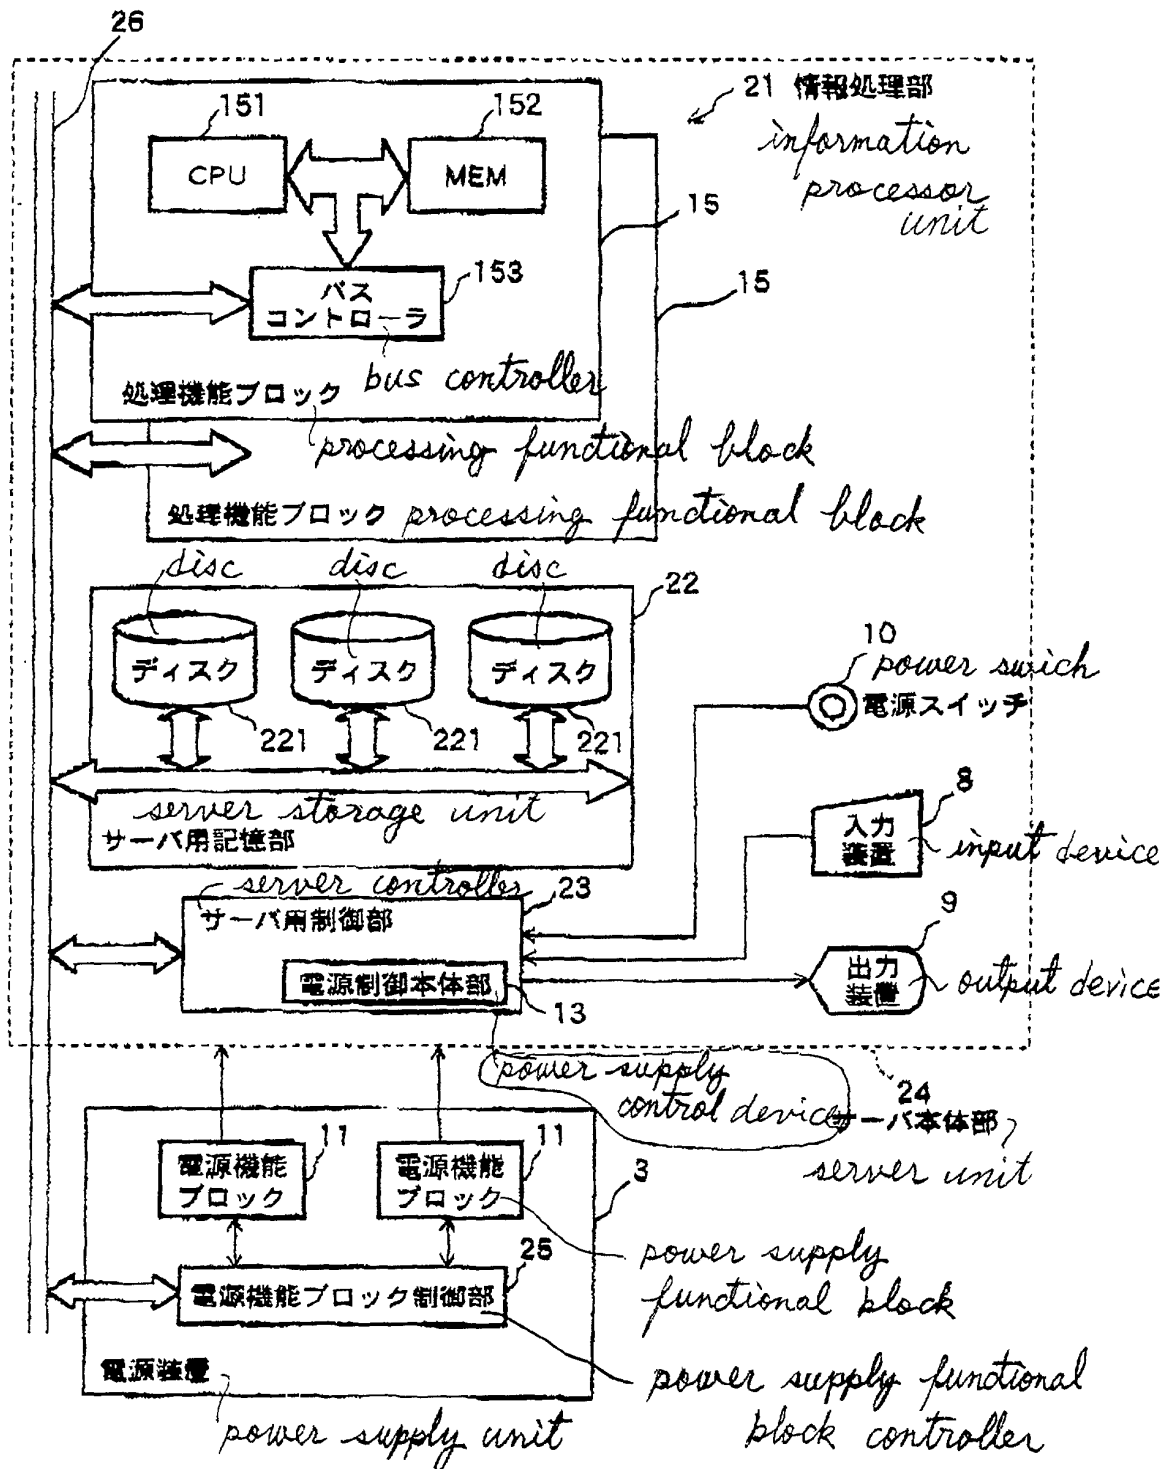 26
21 情報処理部
information
processor
unit
151
152
CPU
MEM
15
15
153
バス
コントローラ
bus controller
処理機能ブロック
processing functional block
処理機能ブロック processing functional block
disc
disc
disc
22
ディスク
ディスク
ディスク
221
221
221
server storage unit
サーバ用記憶部
10
power swich
電源スイッチ
8
入力
装置
input device
server controller
23
サーバ用制御部
電源制御本体部
13
9
出力
装置
output device
power supply
control device
24
サーバ本体部
server unit
11
電源機能
ブロック
11
電源機能
ブロック
3
power supply
functional block
25
電源機能ブロック制御部
電源装置
power supply functional
block controller
power supply unit